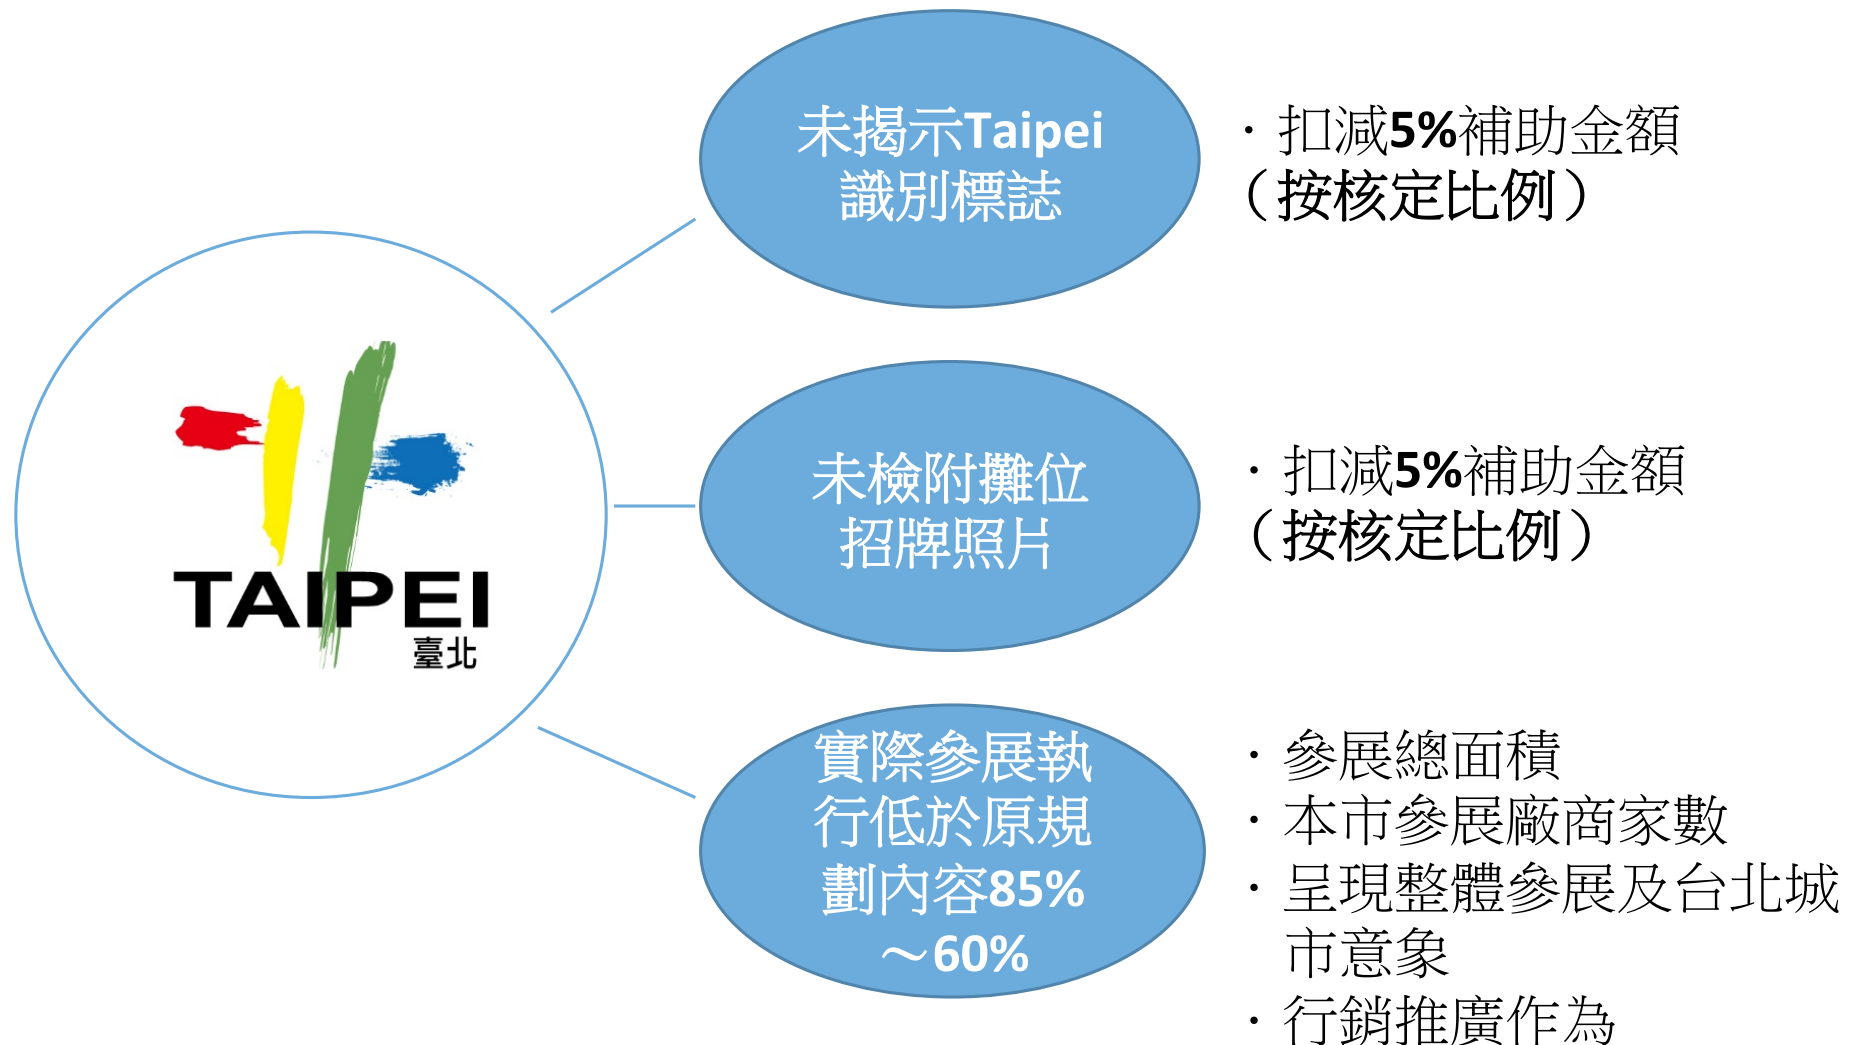 未揭示Taipei
識別標誌
．扣減5%補助金額
（按核定比例）
TAIPEI
臺北
未檢附攤位
招牌照片
．扣減5%補助金額
（按核定比例）
實際參展執
行低於原規
劃內容85%
～60%
．參展總面積
．本市參展廠商家數
．呈現整體參展及台北城
市意象
．行銷推廣作為